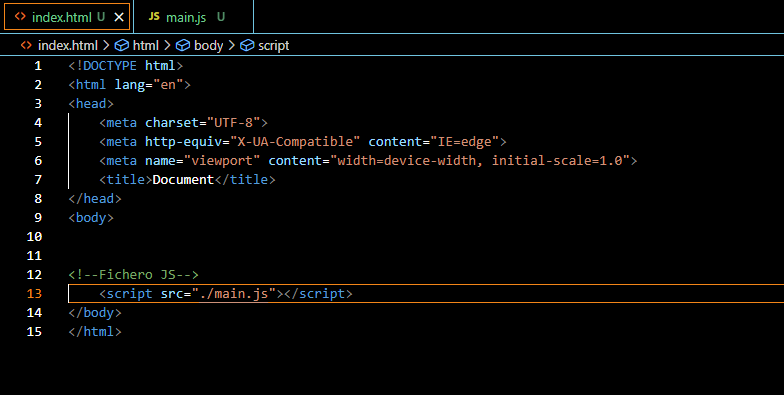 index.html U
JS main.js U
index.html > html > body > script
1 <!DOCTYPE html>
2 <html lang="en">
3 <head>
4     <meta charset="UTF-8">
5     <meta http-equiv="X-UA-Compatible" content="IE=edge">
6     <meta name="viewport" content="width=device-width, initial-scale=1.0">
7     <title>Document</title>
8 </head>
9 <body>
10
11
12 <!--Fichero JS-->
13     <script src="./main.js"></script>
14 </body>
15 </html>